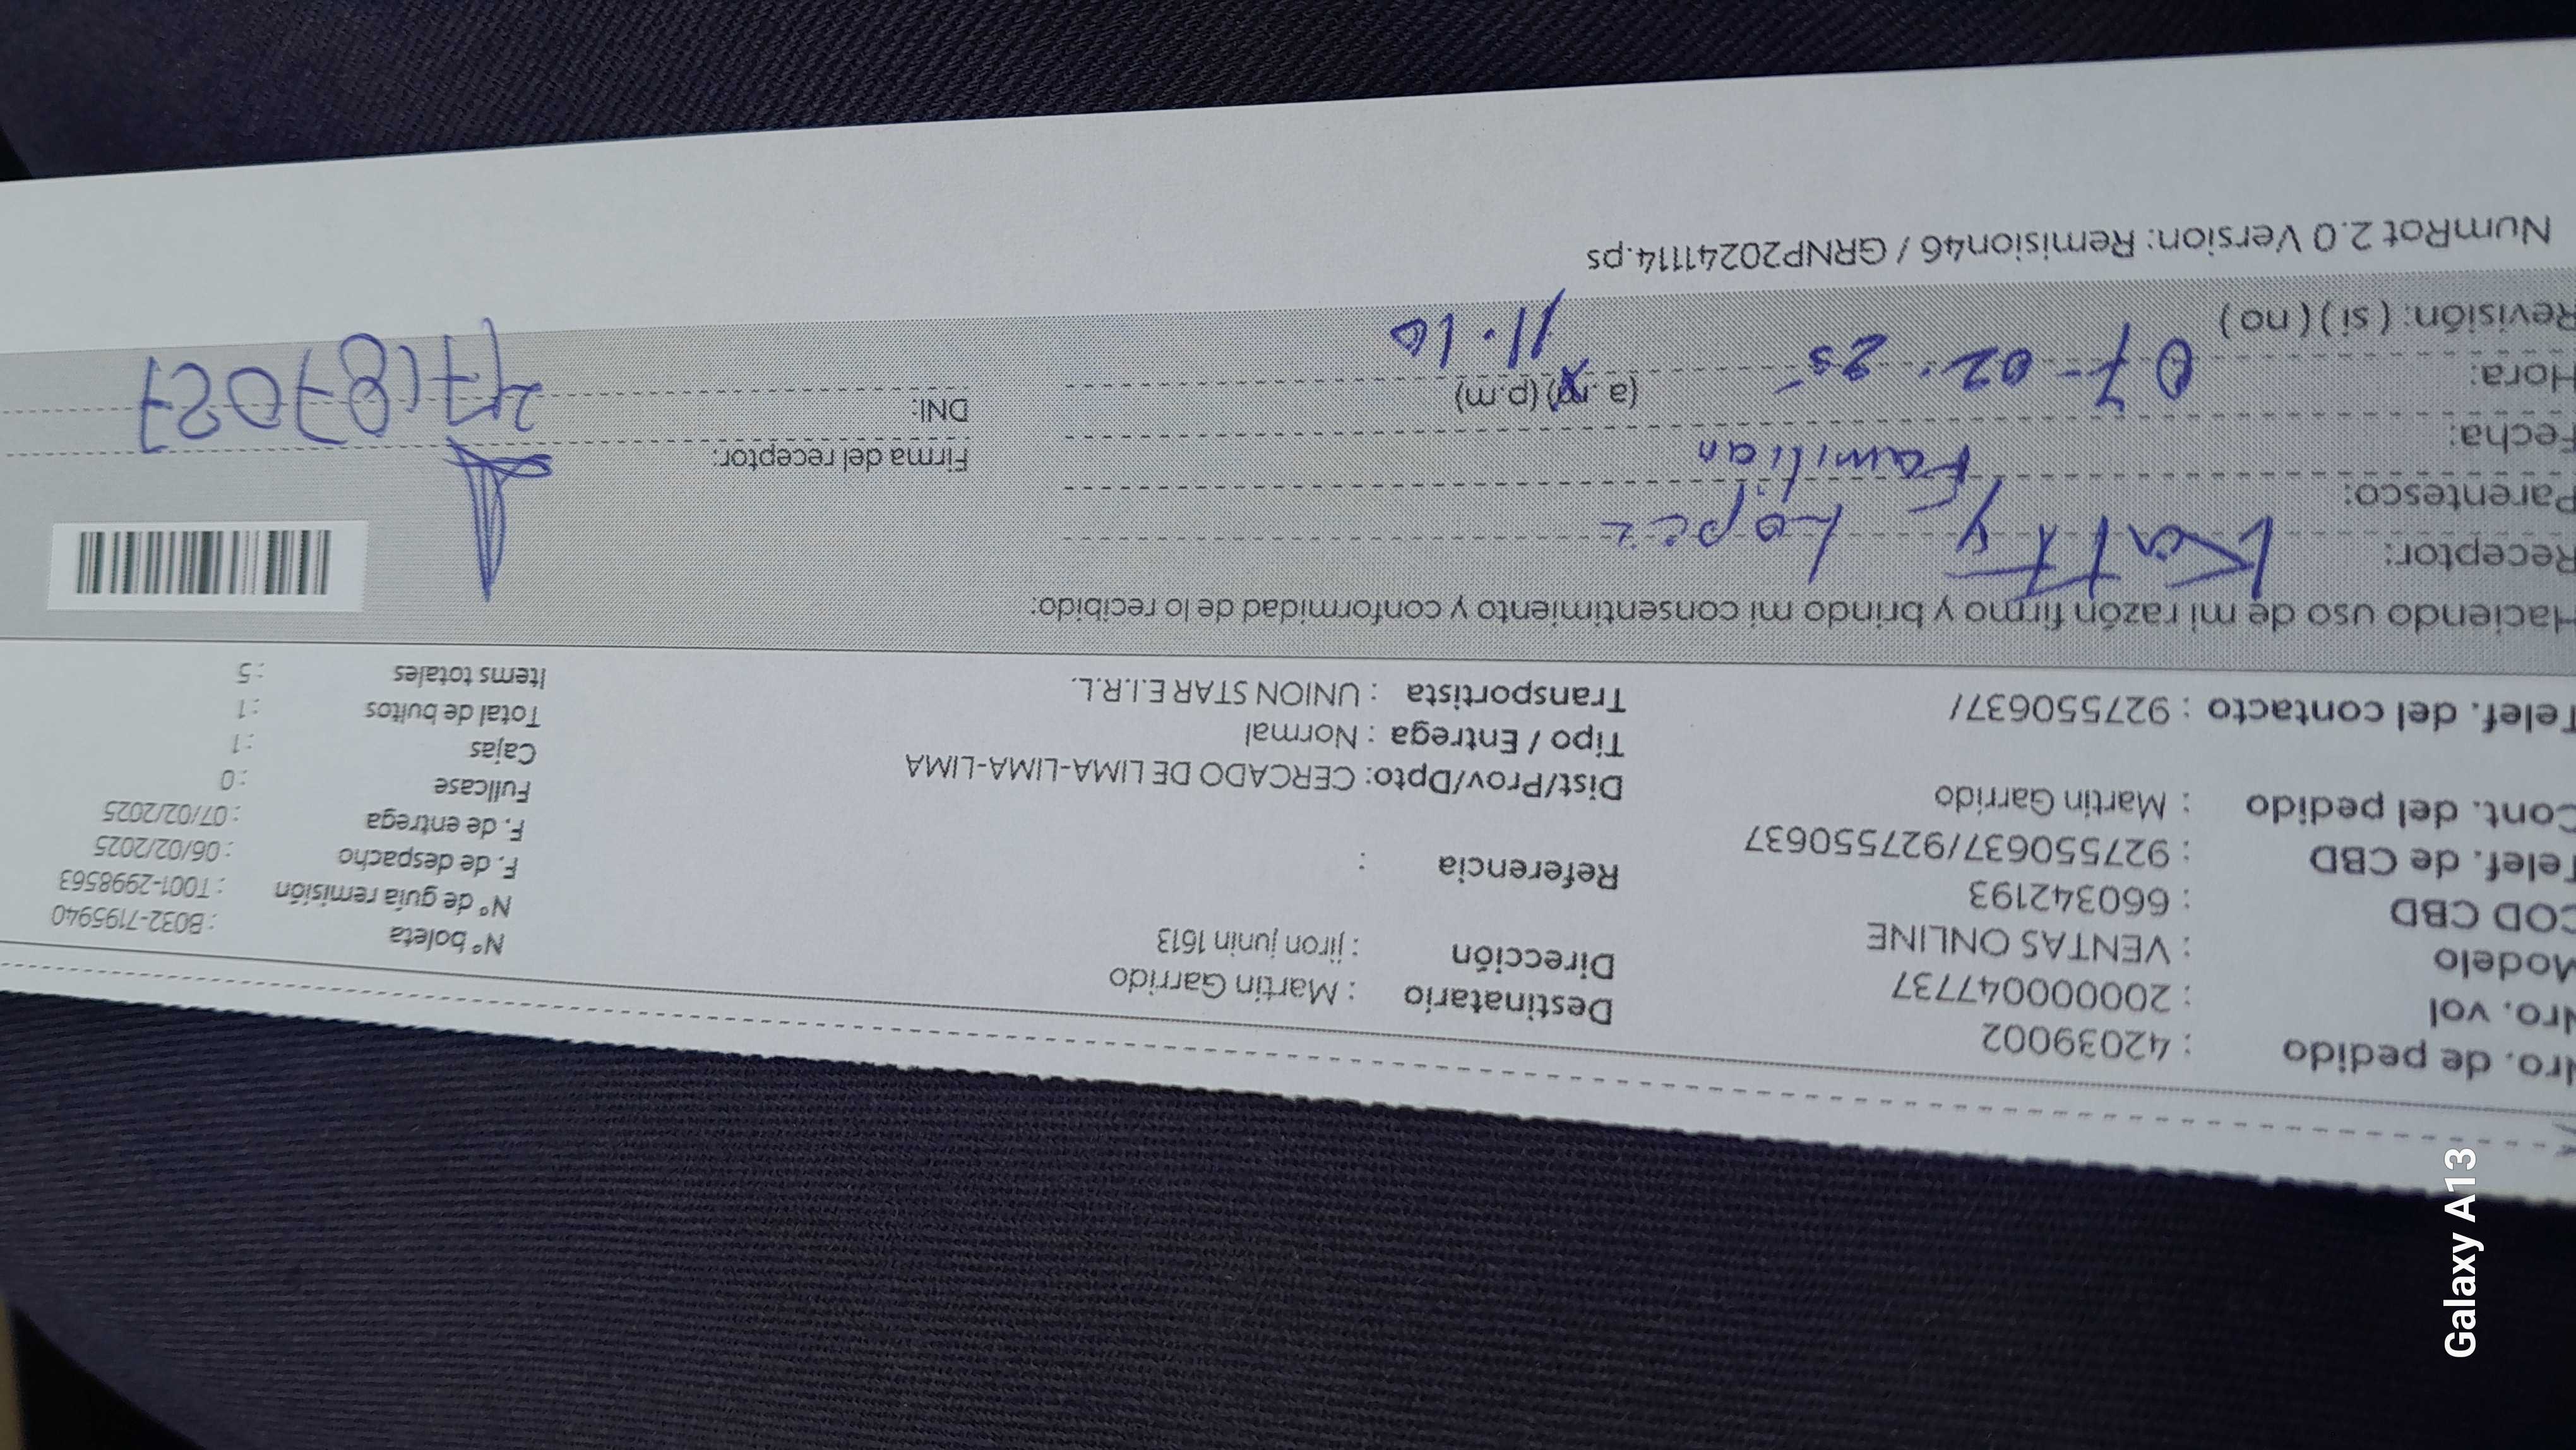 Nro. de pedido : 42039002
Nro. vol : 200000047737
Modelo : VENTAS ONLINE
COD CBD : 660342193
Telef. de CBD : 927550637/927550637
Cont. del pedido : Martin Garrido
Telef. del contacto : 927550637/
Destinatario : Martin Garrido
Dirección : jiron junin 1613
Referencia :
Dist/Prov/Dpto: CERCADO DE LIMA-LIMA-LIMA
Tipo / Entrega : Normal
Transportista : UNION STAR E.I.R.L.
N° boleta : B032-7195940
N° de guía remisión : T001-2998563
F. de despacho : 06/02/2025
F. de entrega : 07/02/2025
Fullcase : 0
Cajas : 1
Total de bultos : 1
Items totales : 5
Haciendo uso de mi razón firmo y brindo mi consentimiento y conformidad de lo recibido:
Receptor: Katty Lopez
Parentesco: Familiar
Fecha: 07-02-25
Hora: (a.m) (p.m) 11.10
Revisión: ( si ) ( no )
Firma del receptor:
DNI:
NumRot 2.0 Version: Remision46 / GRNP20241114.ps
Galaxy A13